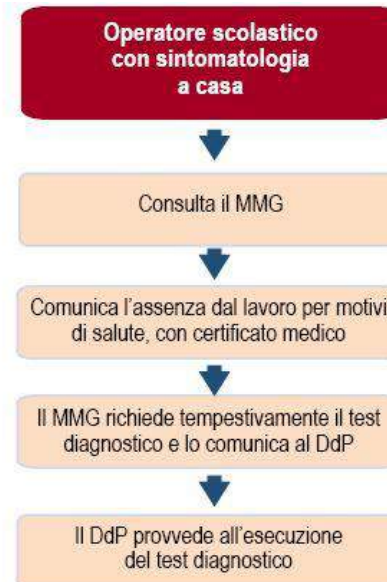 Operatore scolastico
con sintomatologia
a casa
Consulta il MMG
Comunica l'assenza dal lavoro per motivi
di salute, con certificato medico
Il MMG richiede tempestivamente il test
diagnostico e lo comunica al DdP
Il DdP provvede all'esecuzione
del test diagnostico